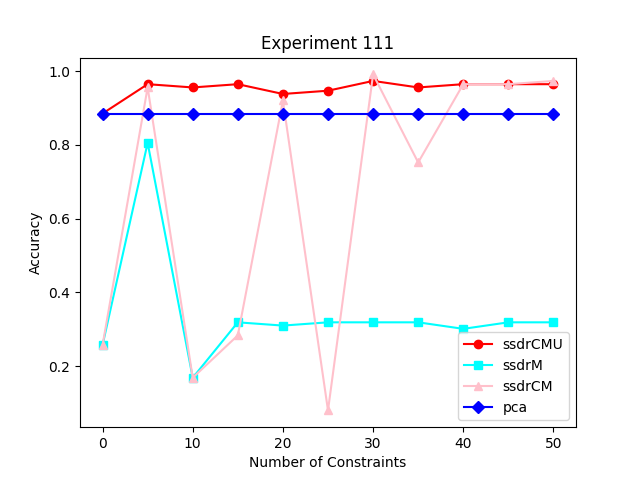 Experiment 111
Accuracy
1.0
0.8
0.6
0.4
0.2
0 10 20 30 40 50
Number of Constraints
ssdrCMU
ssdrM
ssdrCM
pca